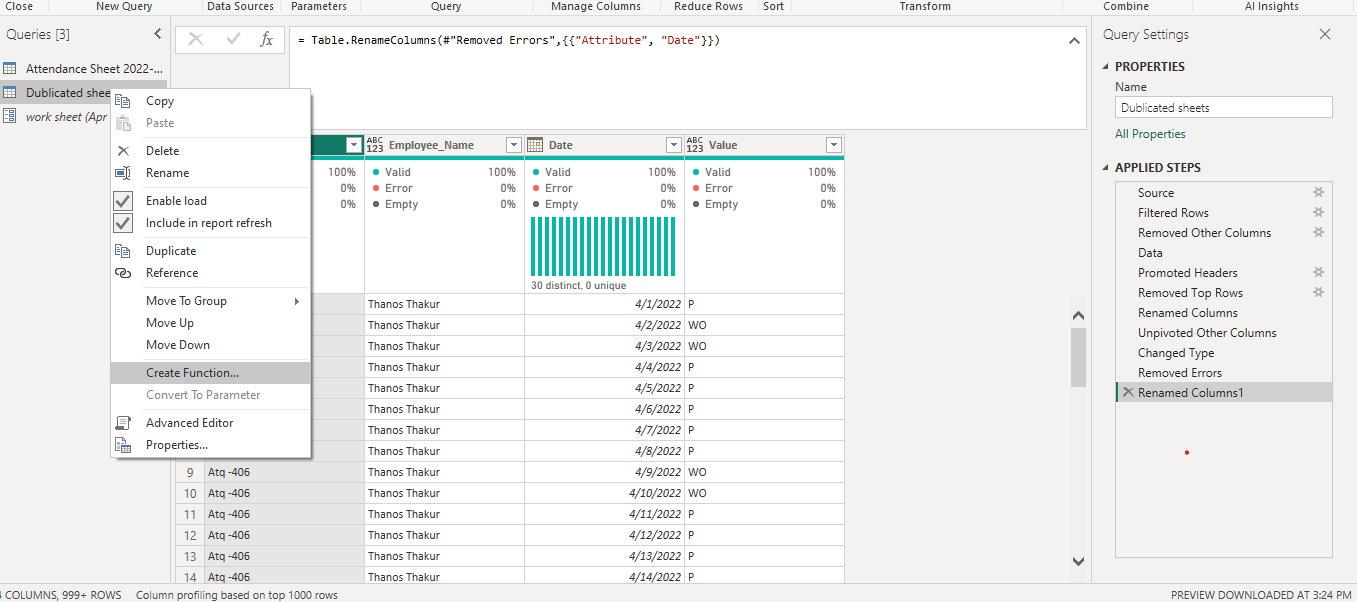 Close New Query Data Sources Parameters Query Manage Columns Reduce Rows Sort Transform Combine AI Insights
Queries [3]
Attendance Sheet 2022-...
Dublicated shee
work sheet (Apr
Copy
Paste
Delete
Rename
Enable load
Include in report refresh
Duplicate
Reference
Move To Group
Move Up
Move Down
Create Function...
Convert To Parameter
Advanced Editor
Properties...
fx
= Table.RenameColumns(#"Removed Errors",{{"Attribute", "Date"}})
ABC 123 Employee_Name Date ABC 123 Value
100% Valid 100% Valid 100% Valid 100%
0% Error 0% Error 0% Error 0%
0% Empty 0% Empty 0% Empty 0%
30 distinct, 0 unique
Thanos Thakur 4/1/2022 P
Thanos Thakur 4/2/2022 WO
Thanos Thakur 4/3/2022 WO
Thanos Thakur 4/4/2022 P
Thanos Thakur 4/5/2022 P
Thanos Thakur 4/6/2022 P
Thanos Thakur 4/7/2022 P
Thanos Thakur 4/8/2022 P
9 Atq -406 Thanos Thakur 4/9/2022 WO
10 Atq -406 Thanos Thakur 4/10/2022 WO
11 Atq -406 Thanos Thakur 4/11/2022 P
12 Atq -406 Thanos Thakur 4/12/2022 P
13 Atq -406 Thanos Thakur 4/13/2022 P
14 Atq -406 Thanos Thakur 4/14/2022 P
Query Settings
PROPERTIES
Name
Dublicated sheets
All Properties
APPLIED STEPS
Source
Filtered Rows
Removed Other Columns
Data
Promoted Headers
Removed Top Rows
Renamed Columns
Unpivoted Other Columns
Changed Type
Removed Errors
Renamed Columns1
4 COLUMNS, 999+ ROWS Column profiling based on top 1000 rows PREVIEW DOWNLOADED AT 3:24 PM